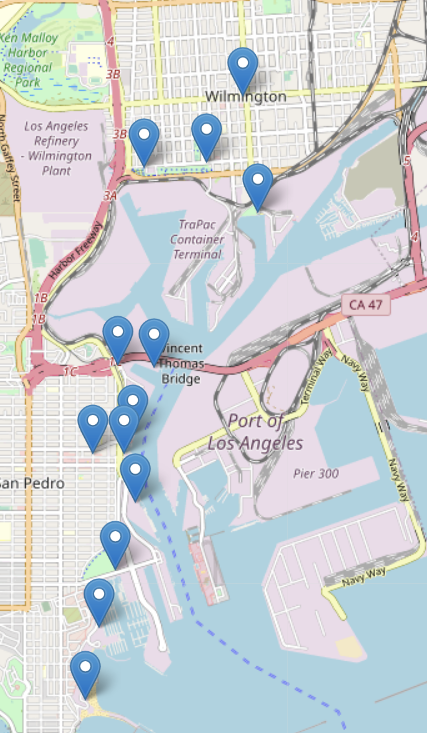 4
Ken Malloy
Harbor
Regional
Park
3B
Wilmington
Los Angeles
Refinery
- Wilmington
Plant
3B
North Gaffey Street
5
3A
TraPac
Container
Terminal
4
Harbor Freeway
1B
1B
CA 47
Vincent
Thomas
Bridge
1C
Terminal Way
Navy Way
Port of
Los Angeles
Pier 300
San Pedro
Navy Way
Navy Way